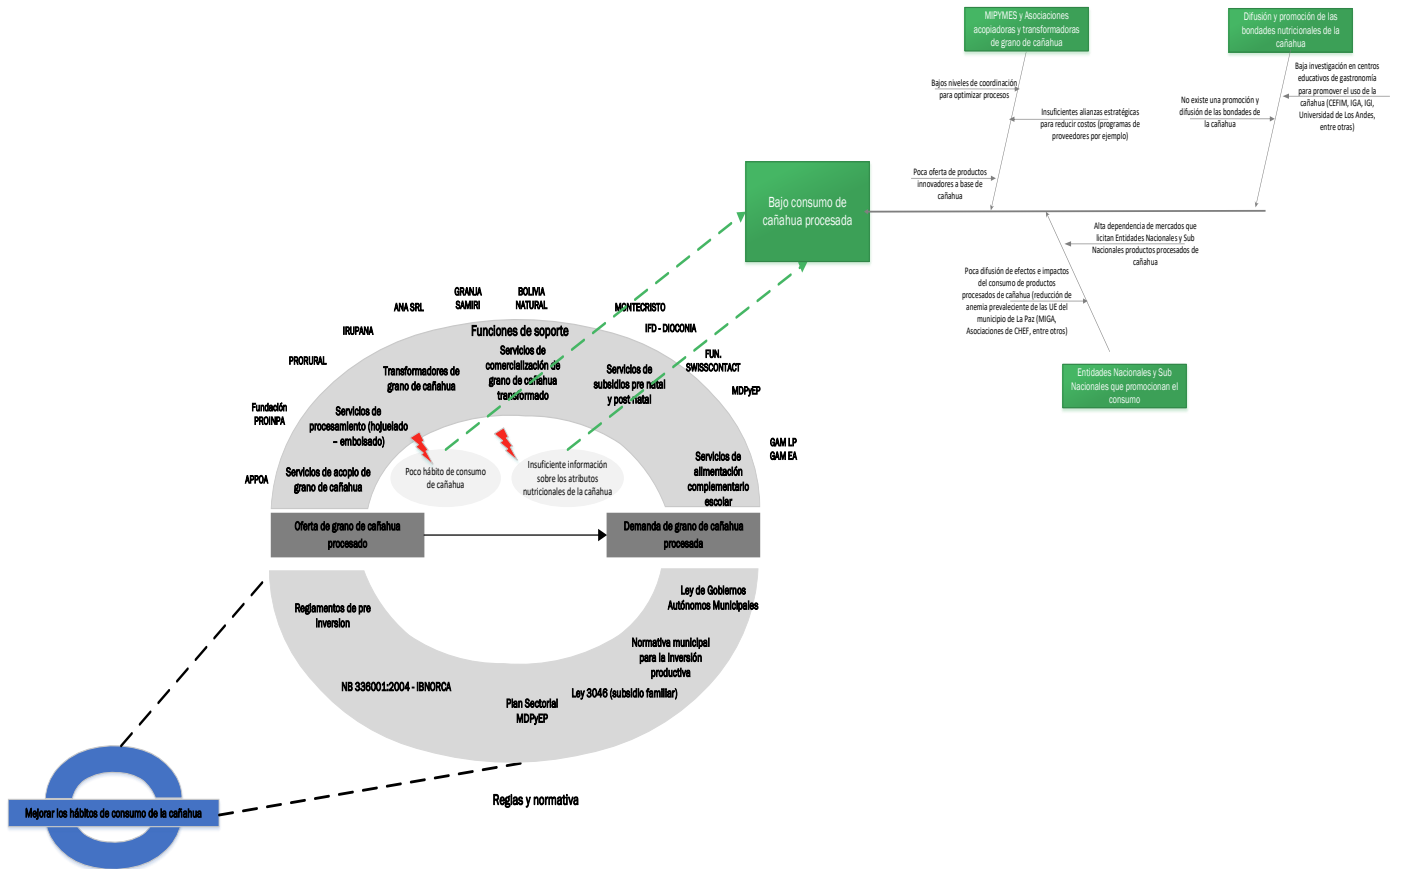 MIPYMES y Asociaciones
acopiadoras y transformadoras
de grano de cañahua
Difusión y promoción de las
bondades nutricionales de la
cañahua
Bajos niveles de coordinación
para optimizar procesos
Insuficientes alianzas estratégicas
para reducir costos (programas de
proveedores por ejemplo)
Poca oferta de productos
innovadores a base de
cañahua
No existe una promoción y
difusión de las bondades de
la cañahua
Baja investigación en centros
educativos de gastronomía
para promover el uso de la
cañahua (CEFIM, IGA, IGI,
Universidad de Los Andes,
entre otras)
Bajo consumo de
cañahua procesada
Alta dependencia de mercados que
licitan Entidades Nacionales y Sub
Nacionales productos procesados de
cañahua
Poca difusión de efectos e impactos
del consumo de productos
procesados de cañahua (reducción de
anemia prevaleciente de las UE del
municipio de La Paz (MIGA,
Asociaciones de CHEF, entre otros)
Entidades Nacionales y Sub
Nacionales que promocionan el
consumo
APPOA
Fundación
PROINPA
PRORURAL
IRUPANA
ANA SRL
GRANJA
SAMIRI
BOLIVIA
NATURAL
MONTECRISTO
IFD - DIOCONIA
FUN.
SWISSCONTACT
MDPyEP
GAM LP
GAM EA
Funciones de soporte
Servicios de acopio de
grano de cañahua
Servicios de
procesamiento (hojuelado
– embolsado)
Transformadores de
grano de cañahua
Servicios de
comercialización de
grano de cañahua
transformado
Servicios de
subsidios pre natal
y post natal
Servicios de
alimentación
complementario
escolar
Poco hábito de consumo
de cañahua
Insuficiente información
sobre los atributos
nutricionales de la cañahua
Oferta de grano de cañahua
procesado
Demanda de grano de cañahua
procesada
Reglamentos de pre
inversion
NB 336001:2004 - IBNORCA
Plan Sectorial
MDPyEP
Ley 3046 (subsidio familiar)
Normativa municipal
para la inversión
productiva
Ley de Gobiernos
Autónomos Municipales
Reglas y normativa
Mejorar los hábitos de consumo de la cañahua